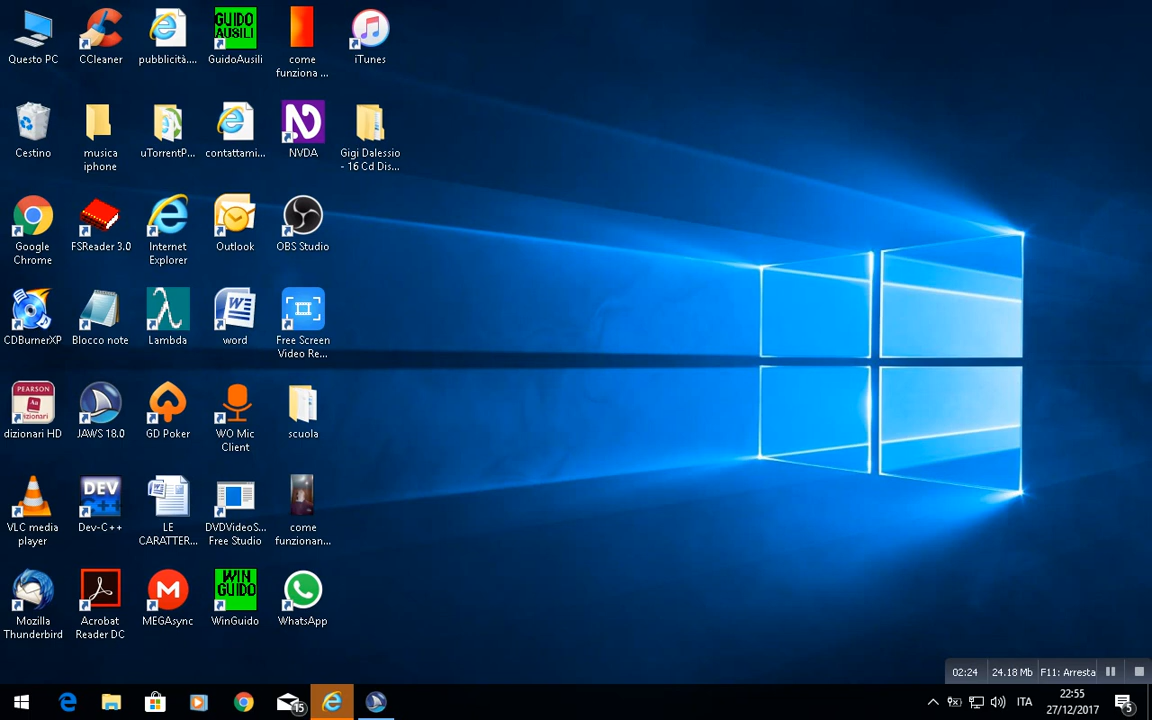 Questo PC
CCleaner
pubblicità....
GUIDO
AUSILI
GuidoAusili
come
funziona ...
iTunes
Cestino
musica
iphone
uTorrentP...
contattami...
NVDA
Gigi Dalessio
- 16 Cd Dis...
Google
Chrome
FSReader 3.0
Internet
Explorer
Outlook
OBS Studio
CDBurnerXP
Blocco note
λ
Lambda
W
word
Free Screen
Video Re...
PEARSON
Aa
dizionari
dizionari HD
JAWS 18.0
GD Poker
WO Mic
Client
scuola
VLC media
player
DEV
C++
Dev-C++
W
LE
CARATTER...
DVDVideoS...
Free Studio
come
funzionan...
Mozilla
Thunderbird
Acrobat
Reader DC
M
MEGAsync
WIN
GUIDO
WinGuido
WhatsApp
02:24 24.18 Mb F11: Arresta
15
ITA
22:55
27/12/2017
5